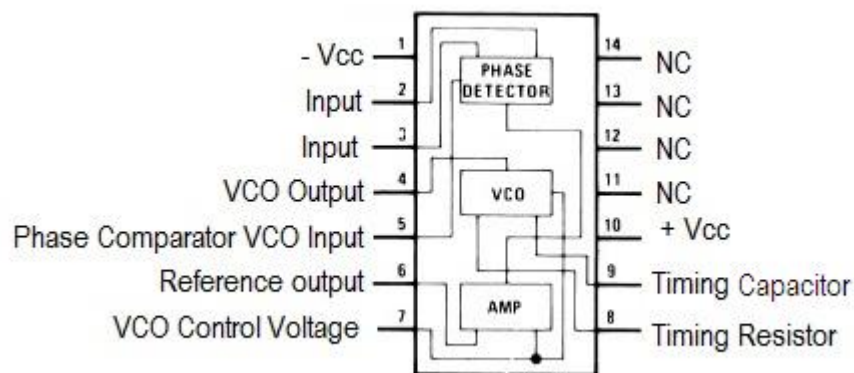 - Vcc 1
Input 2
Input 3
VCO Output 4
Phase Comparator VCO Input 5
Reference output 6
VCO Control Voltage 7
PHASE
DETECTOR
VCO
AMP
14 NC
13 NC
12 NC
11 NC
10 + Vcc
9 Timing Capacitor
8 Timing Resistor